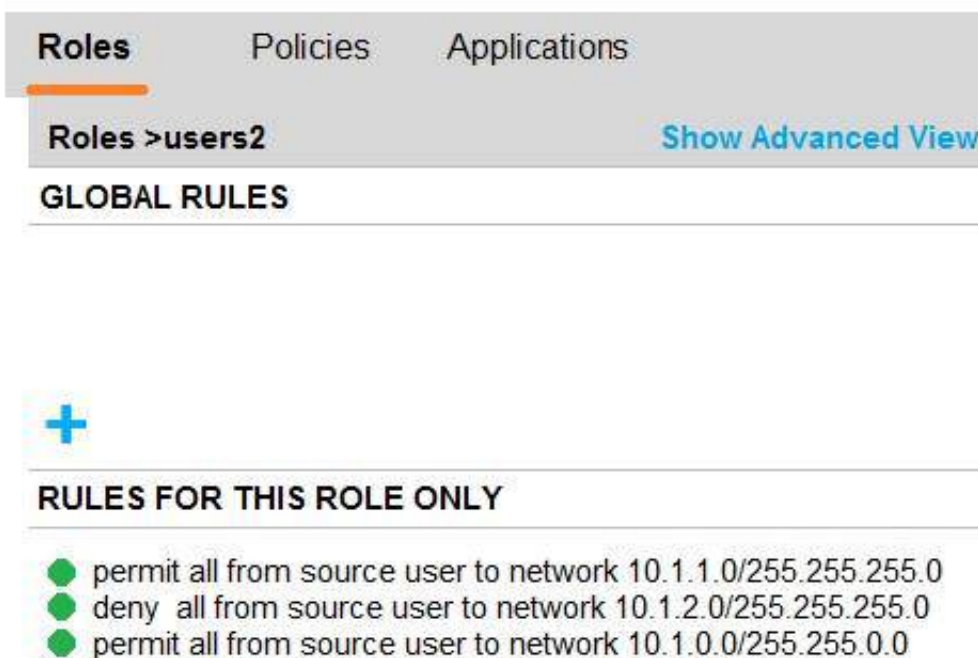 Roles Policies Applications
Roles >users2 Show Advanced View
GLOBAL RULES
+
RULES FOR THIS ROLE ONLY
permit all from source user to network 10.1.1.0/255.255.255.0
deny all from source user to network 10.1.2.0/255.255.255.0
permit all from source user to network 10.1.0.0/255.255.0.0